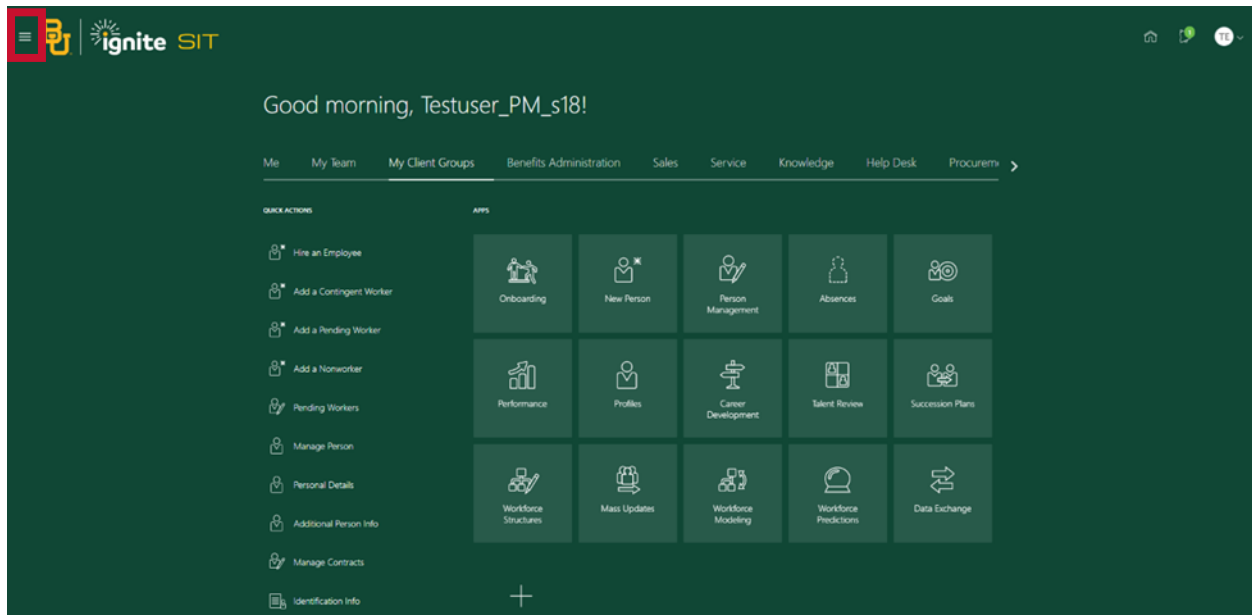 BU ignite SIT
1
TE
Good morning, Testuser_PM_s18!
Me My Team My Client Groups Benefits Administration Sales Service Knowledge Help Desk Procurem
QUICK ACTIONS
APPS
Hire an Employee
Add a Contingent Worker
Add a Pending Worker
Add a Nonworker
Pending Workers
Manage Person
Personal Details
Additional Person Info
Manage Contracts
Identification Info
Onboarding
New Person
Person
Management
Absences
Goals
Performance
Profiles
Career
Development
Talent Review
Succession Plans
Workforce
Structures
Mass Updates
Workforce
Modeling
Workforce
Predictions
Data Exchange